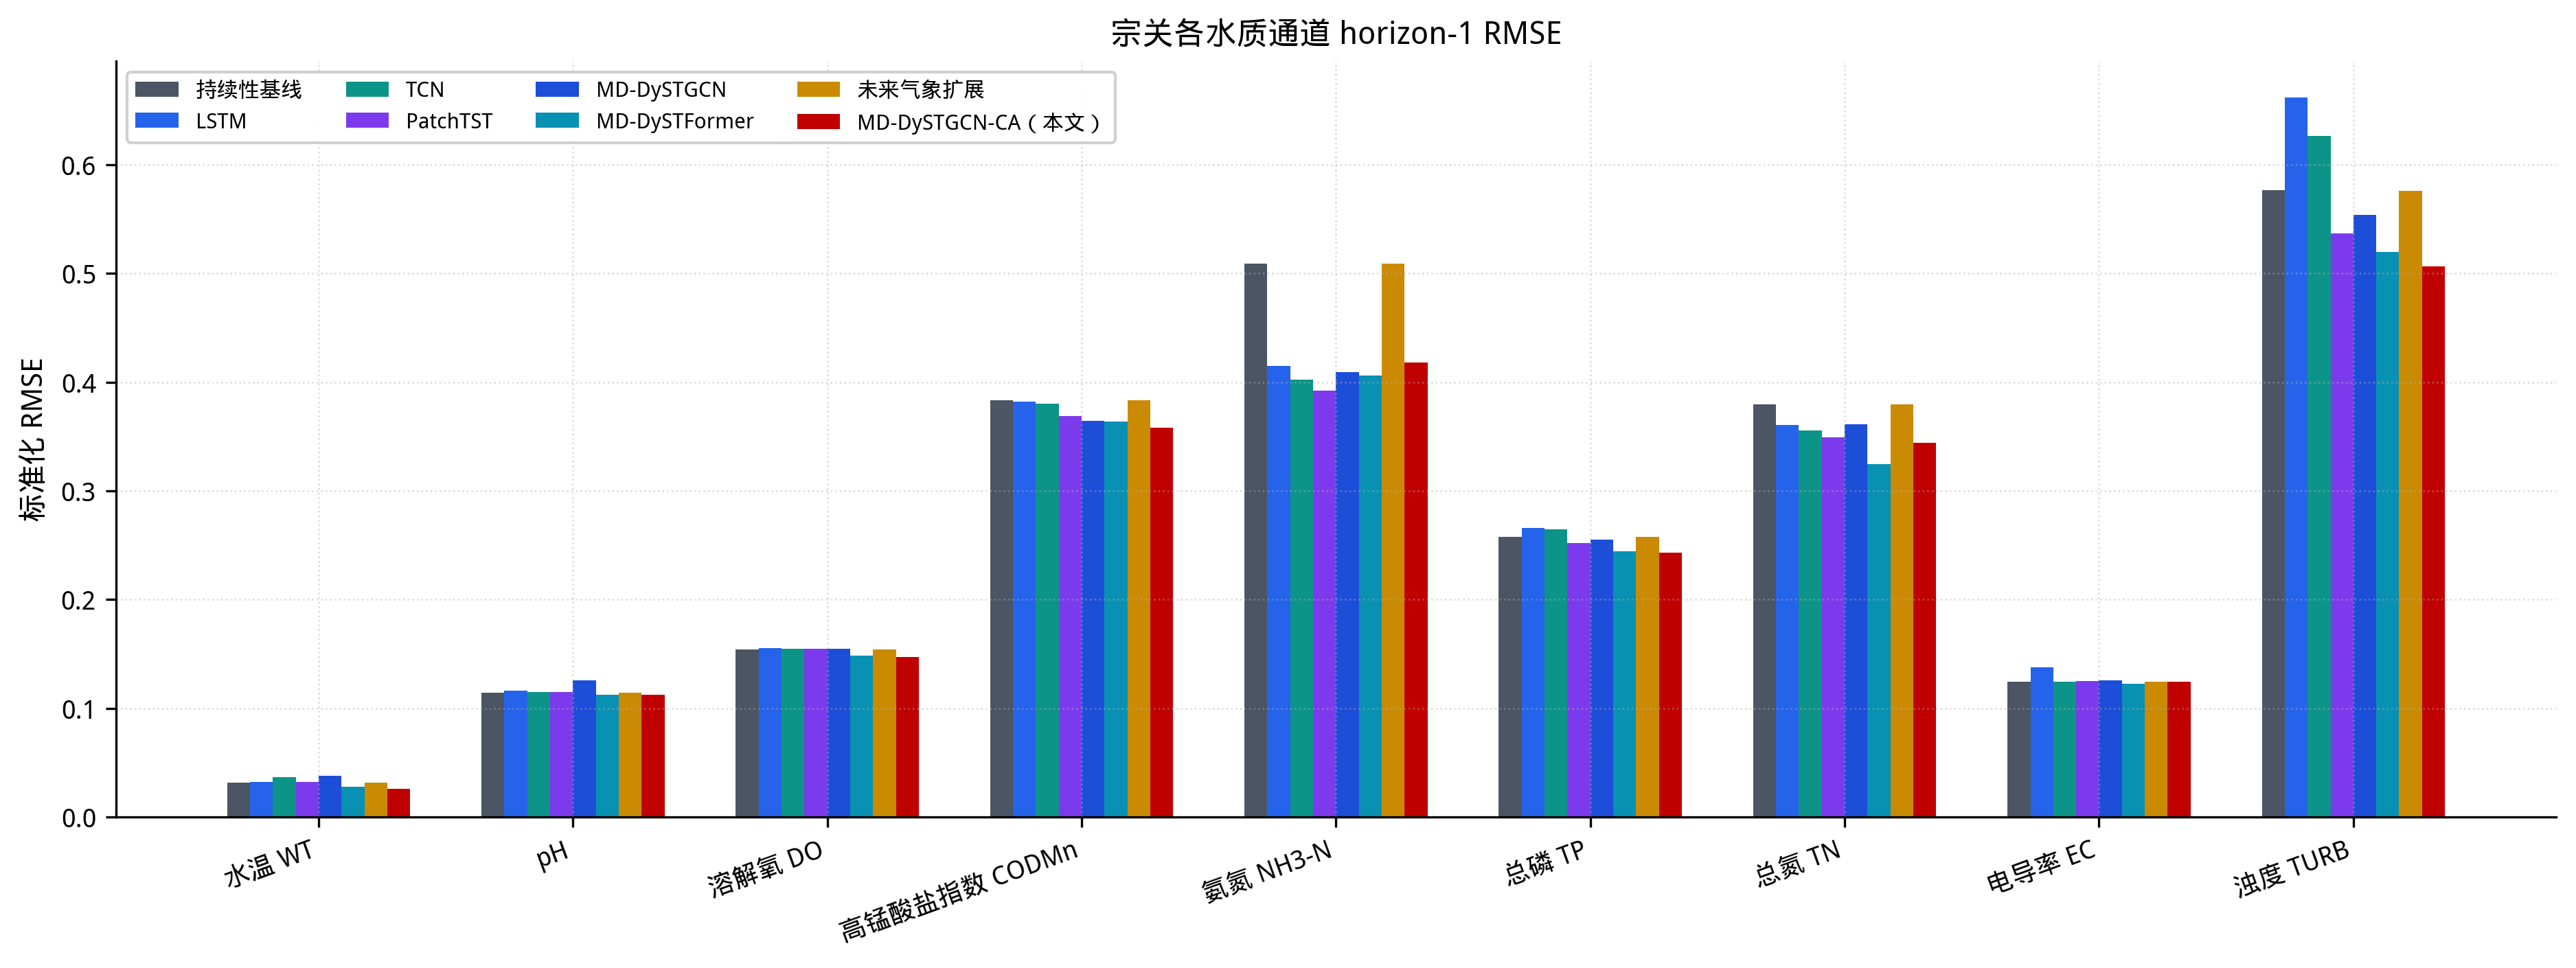 宗关各水质通道 horizon-1 RMSE
持续性基线 TCN MD-DySTGCN 未来气象扩展
LSTM PatchTST MD-DySTFormer MD-DySTGCN-CA（本文）
标准化 RMSE
0.6
0.5
0.4
0.3
0.2
0.1
0.0
水温 WT pH 溶解氧 DO 高锰酸盐指数 CODMn 氨氮 NH3-N 总磷 TP 总氮 TN 电导率 EC 浊度 TURB